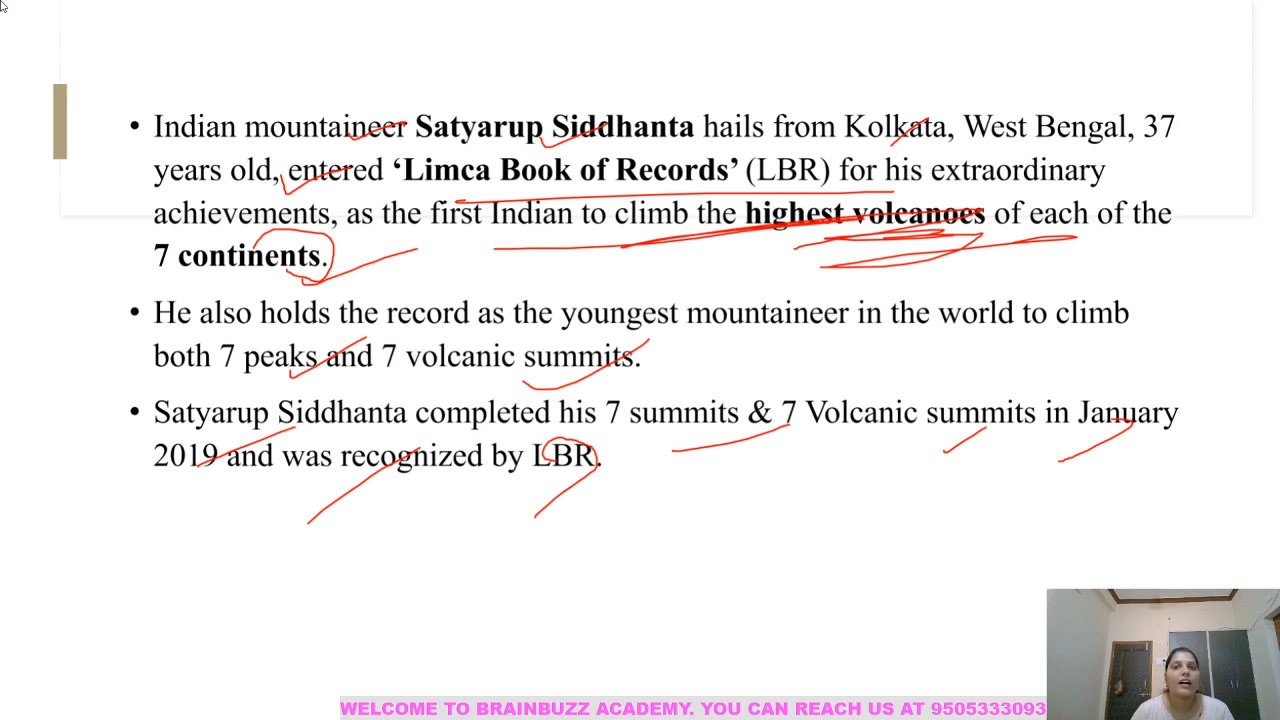 • Indian mountaineer Satyarup Siddhanta hails from Kolkata, West Bengal, 37
years old, entered ‘Limca Book of Records’ (LBR) for his extraordinary
achievements, as the first Indian to climb the highest volcanoes of each of the
7 continents.
• He also holds the record as the youngest mountaineer in the world to climb
both 7 peaks and 7 volcanic summits.
• Satyarup Siddhanta completed his 7 summits & 7 Volcanic summits in January
2019 and was recognized by LBR.
WELCOME TO BRAINBUZZ ACADEMY. YOU CAN REACH US AT 9505333093